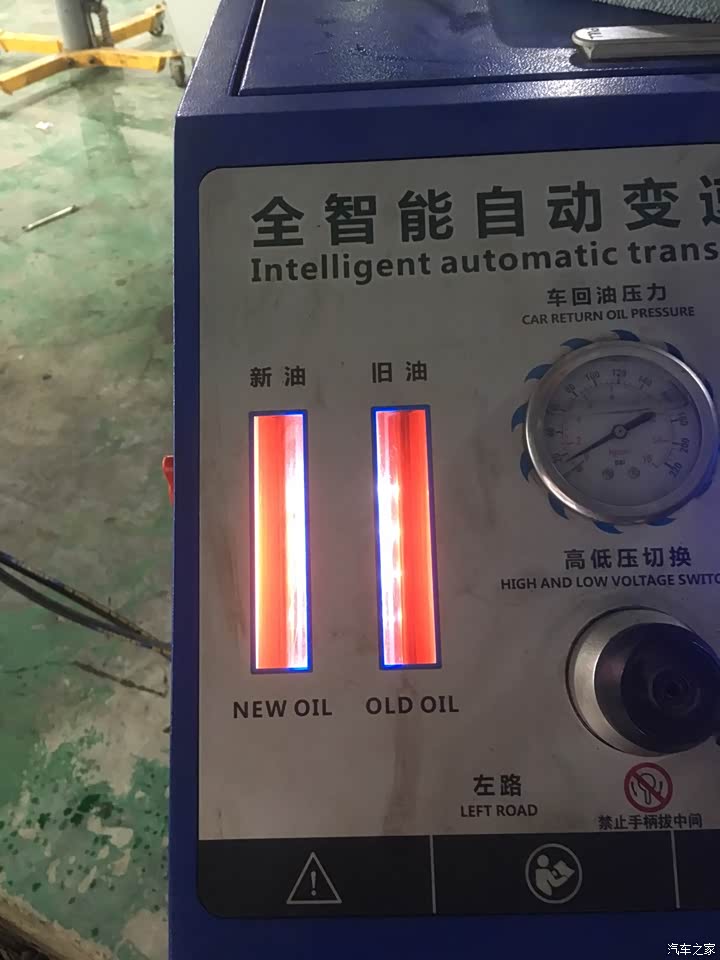 全智能自动变速
Intelligent automatic trans
车回油压力
CAR RETURN OIL PRESSURE
新油
旧油
高低压切换
HIGH AND LOW VOLTAGE SWITC
NEW OIL
OLD OIL
左路
LEFT ROAD
禁止手柄拔中间
汽车之家